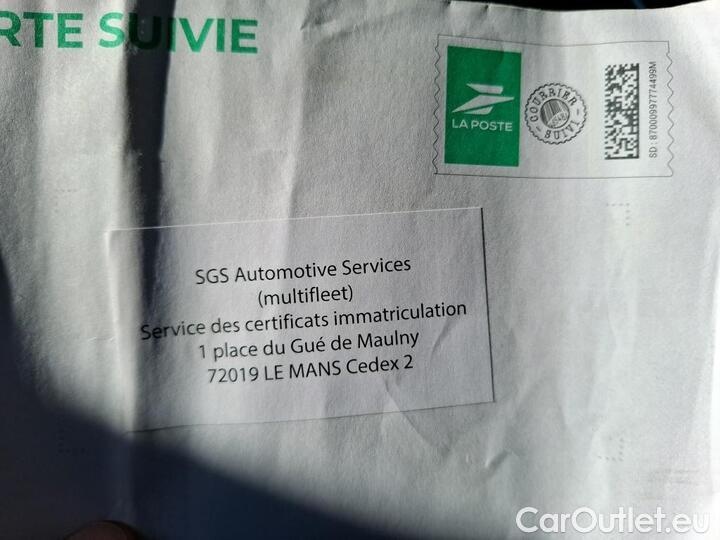 RTE SUIVIE
LA POSTE
COURRIER
SUIVI
SD : 87000997774499M
SGS Automotive Services
(multifleet)
Service des certificats immatriculation
1 place du Gué de Maulny
72019 LE MANS Cedex 2
CarOutlet.eu